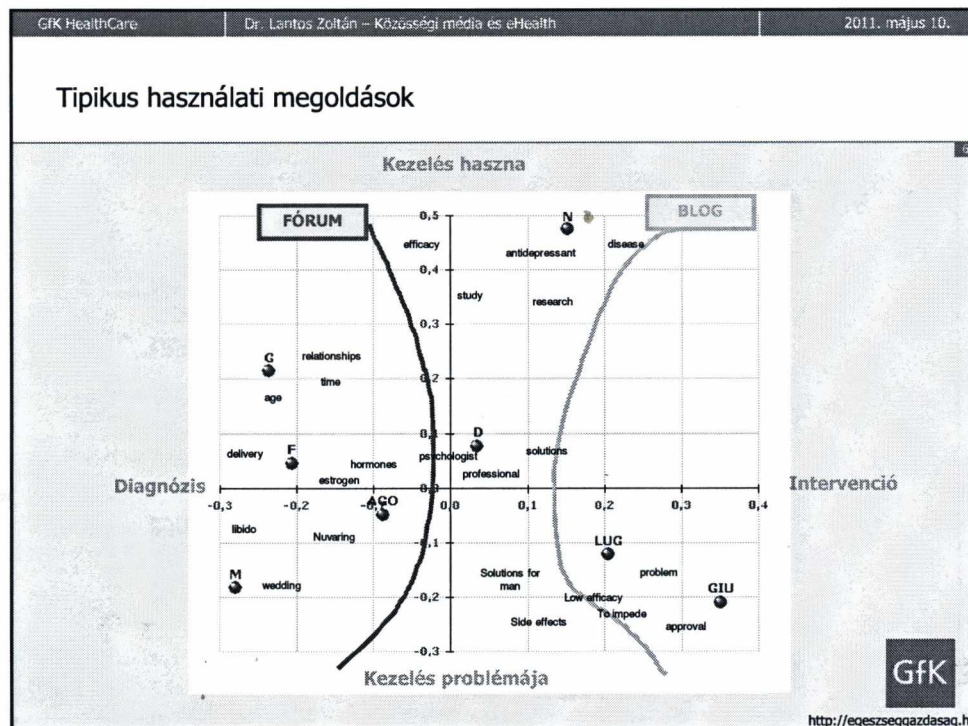 GfK HealthCare
Dr. Lantos Zoltán – Közösségi média és eHealth
2011. május 10.
Tipikus használati megoldások
6
Kezelés haszna
FÓRUM
BLOG
0,5
N
efficacy
antidepressant
disease
0,4
study
research
0,3
G
relationships
time
0,2
age
0,1
D
delivery
F
psychologist
solutions
hormones
professional
estrogen
Diagnózis
0,0
Intervenció
-0,3
-0,2
-0,1
0,0
0,1
0,2
0,3
0,4
AGO
libido
Nuvaring
-0,1
LUG
M
wedding
Solutions for
man
problem
GIU
-0,2
Low efficacy
To impede
Side effects
approval
-0,3
Kezelés problémája
GfK
http://egeszseggazdasag.h